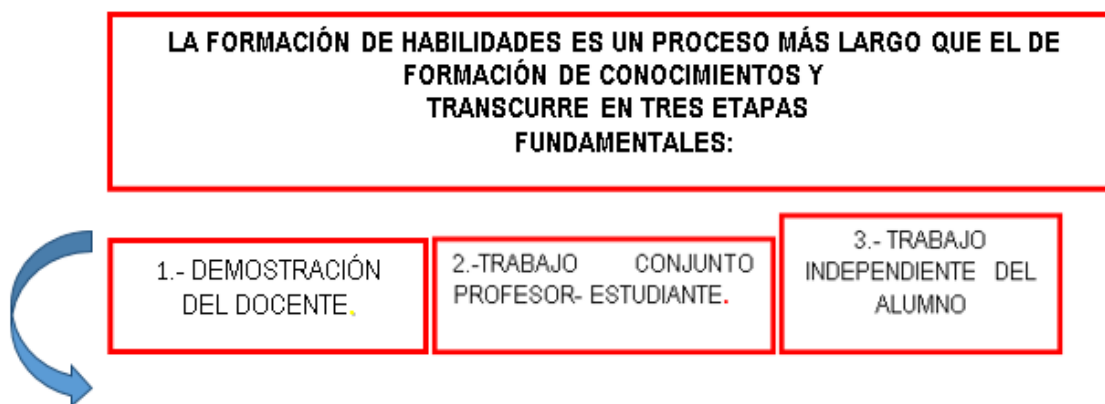 LA FORMACIÓN DE HABILIDADES ES UN PROCESO MÁS LARGO QUE EL DE
FORMACIÓN DE CONOCIMIENTOS Y
TRANSCURRE EN TRES ETAPAS
FUNDAMENTALES:
1.- DEMOSTRACIÓN
DEL DOCENTE.
2.-TRABAJO CONJUNTO
PROFESOR- ESTUDIANTE.
3.- TRABAJO
INDEPENDIENTE DEL
ALUMNO